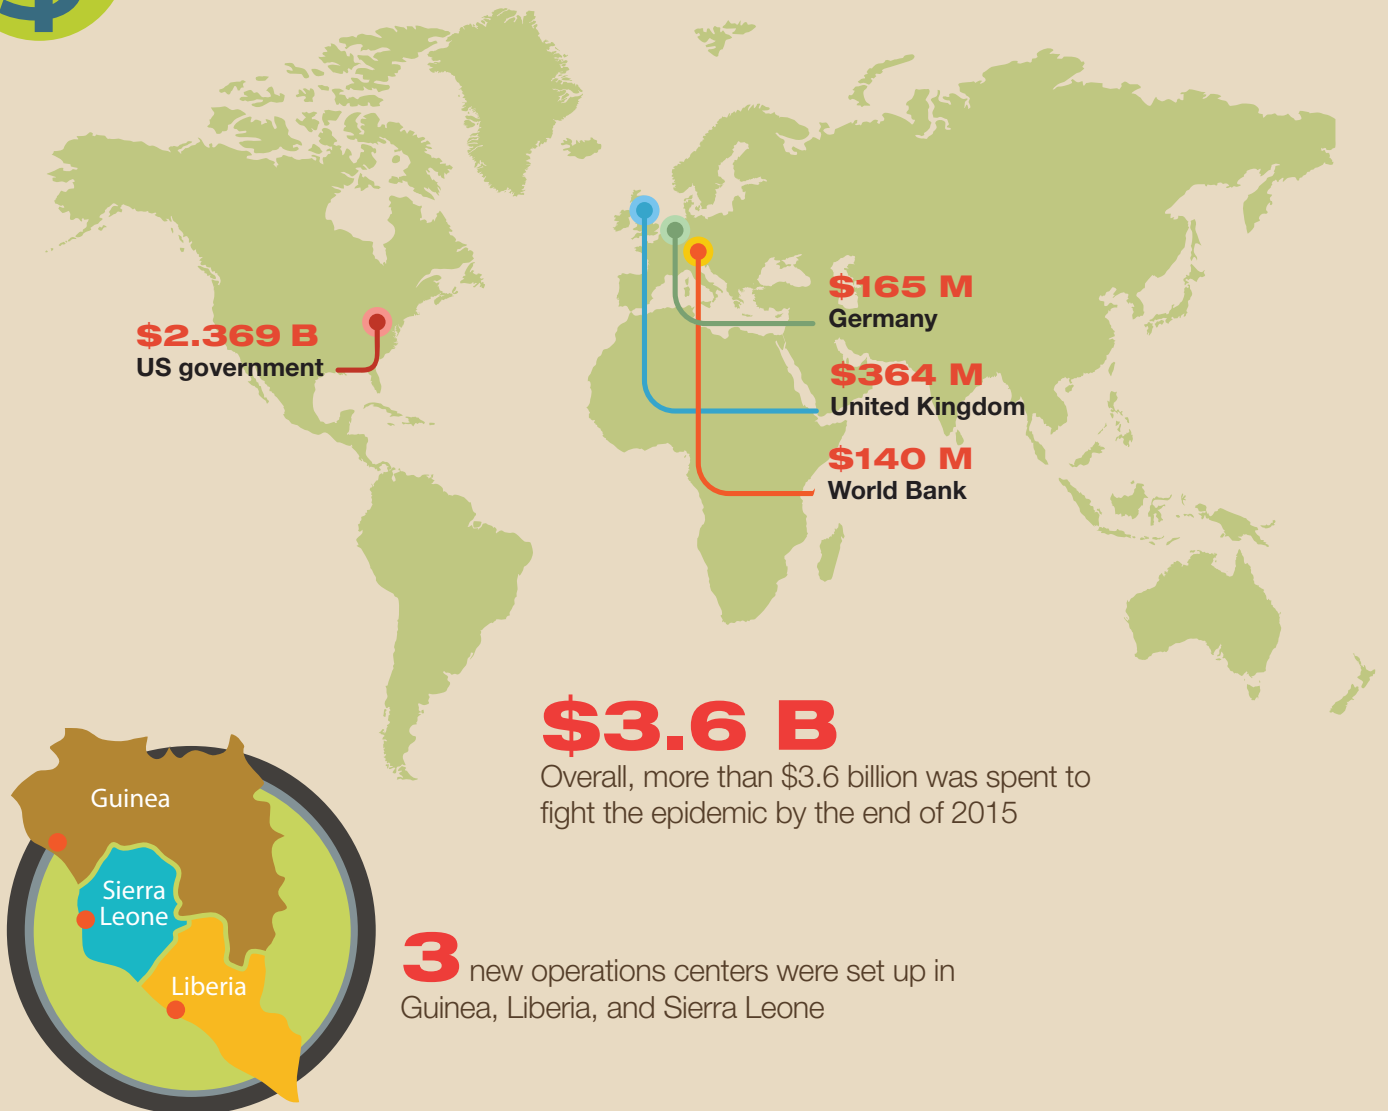 $2.369 B
US government
$165 M
Germany
$364 M
United Kingdom
$140 M
World Bank
$3.6 B
Overall, more than $3.6 billion was spent to
fight the epidemic by the end of 2015
Guinea
Sierra
Leone
Liberia
3 new operations centers were set up in
Guinea, Liberia, and Sierra Leone